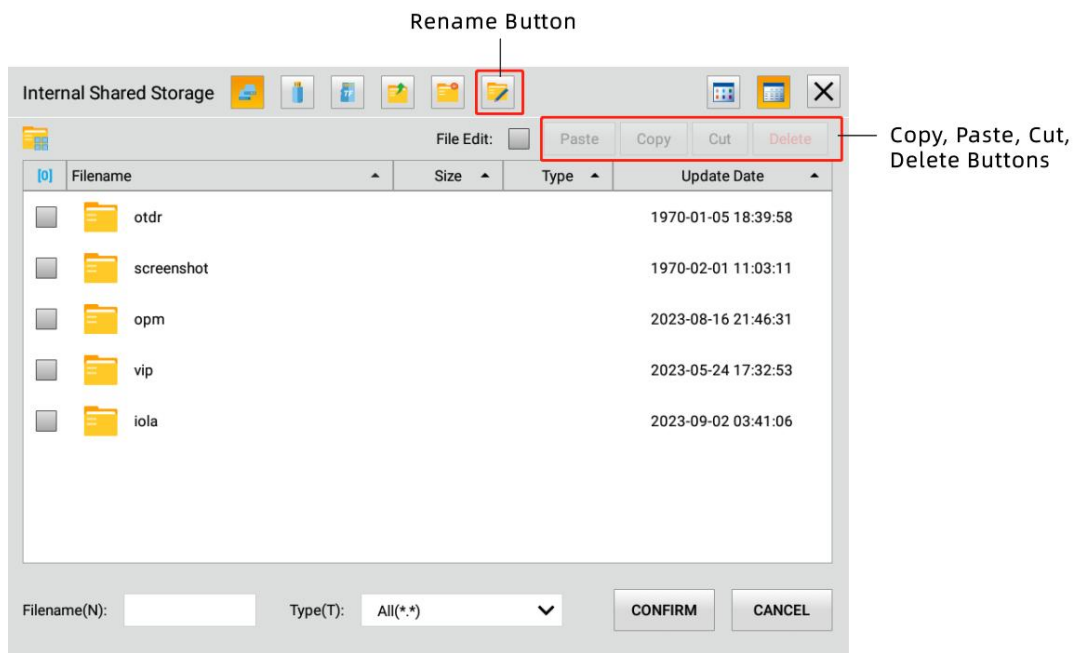 Rename Button
Internal Shared Storage TF
File Edit: Paste Copy Cut Delete
Copy, Paste, Cut,
Delete Buttons
[0] Filename Size Type Update Date
otdr 1970-01-05 18:39:58
screenshot 1970-02-01 11:03:11
opm 2023-08-16 21:46:31
vip 2023-05-24 17:32:53
iola 2023-09-02 03:41:06
Filename(N): Type(T): All(*.*) CONFIRM CANCEL